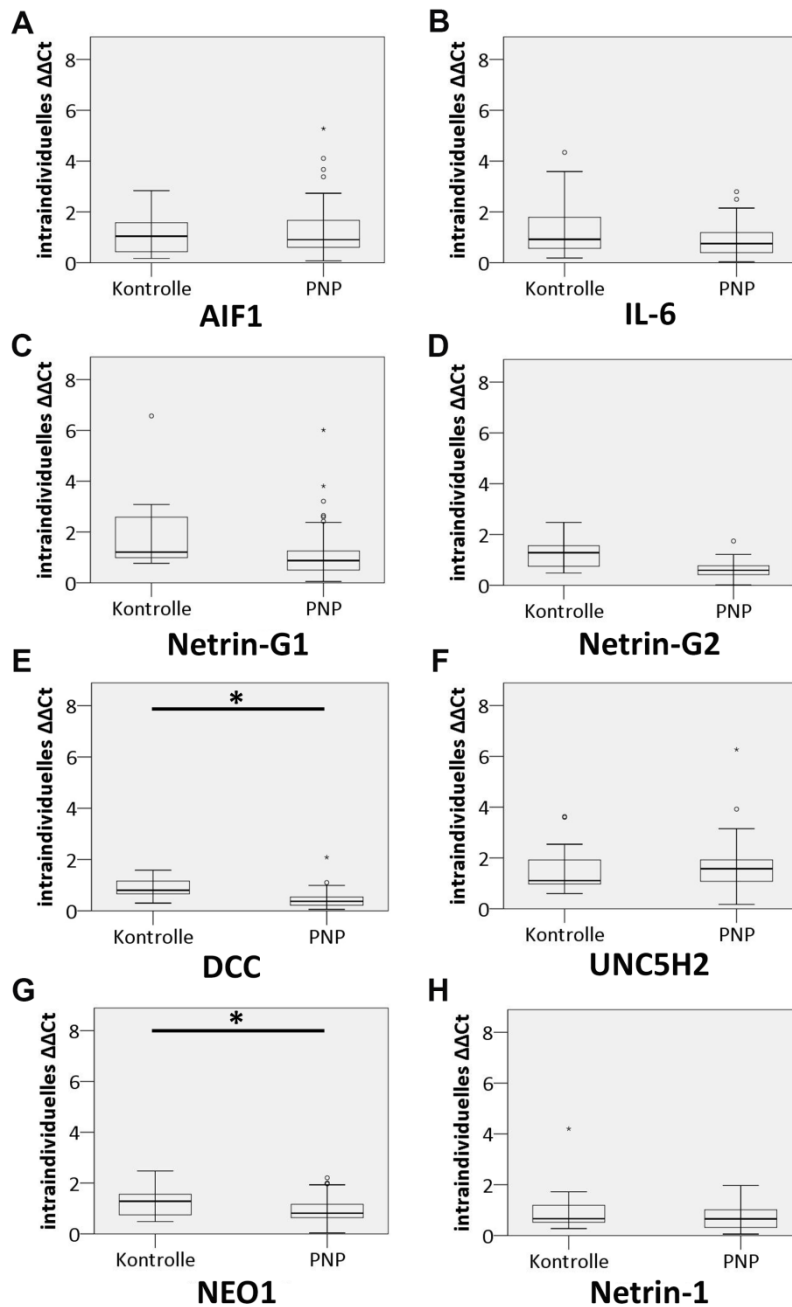 A
intraindividuelles ΔΔCt
8
6
4
2
0
Kontrolle
PNP
AIF1
B
intraindividuelles ΔΔCt
8
6
4
2
0
Kontrolle
PNP
IL-6
C
intraindividuelles ΔΔCt
8
6
4
2
0
Kontrolle
PNP
Netrin-G1
D
intraindividuelles ΔΔCt
8
6
4
2
0
Kontrolle
PNP
Netrin-G2
E
intraindividuelles ΔΔCt
8
6
4
2
0
*
Kontrolle
PNP
DCC
F
intraindividuelles ΔΔCt
8
6
4
2
0
Kontrolle
PNP
UNC5H2
G
intraindividuelles ΔΔCt
8
6
4
2
0
*
Kontrolle
PNP
NEO1
H
intraindividuelles ΔΔCt
8
6
4
2
0
Kontrolle
PNP
Netrin-1